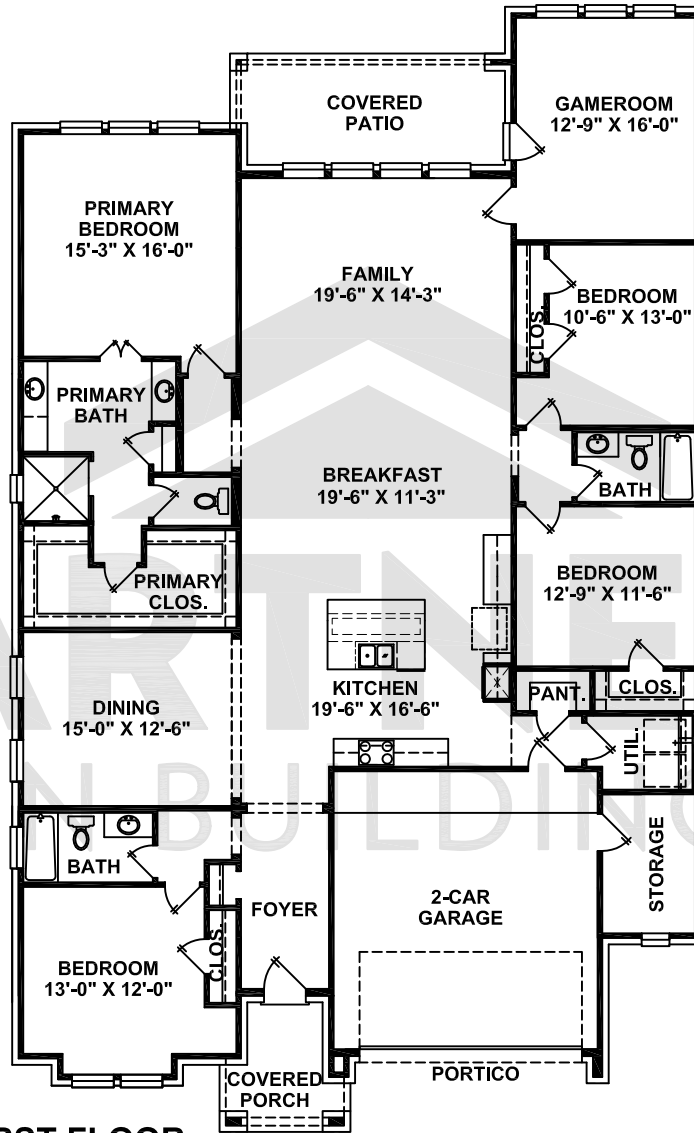 COVERED
PATIO
GAMEROOM
12'-9" X 16'-0"
PRIMARY
BEDROOM
15'-3" X 16'-0"
FAMILY
19'-6" X 14'-3"
BEDROOM
10'-6" X 13'-0"
CLOS.
PRIMARY
BATH
BREAKFAST
19'-6" X 11'-3"
BATH
PRIMARY
CLOS.
BEDROOM
12'-9" X 11'-6"
KITCHEN
19'-6" X 16'-6"
PANT.
CLOS.
DINING
15'-0" X 12'-6"
UTIL.
BATH
STORAGE
2-CAR
GARAGE
FOYER
CLOS.
BEDROOM
13'-0" X 12'-0"
COVERED
PORCH
PORTICO